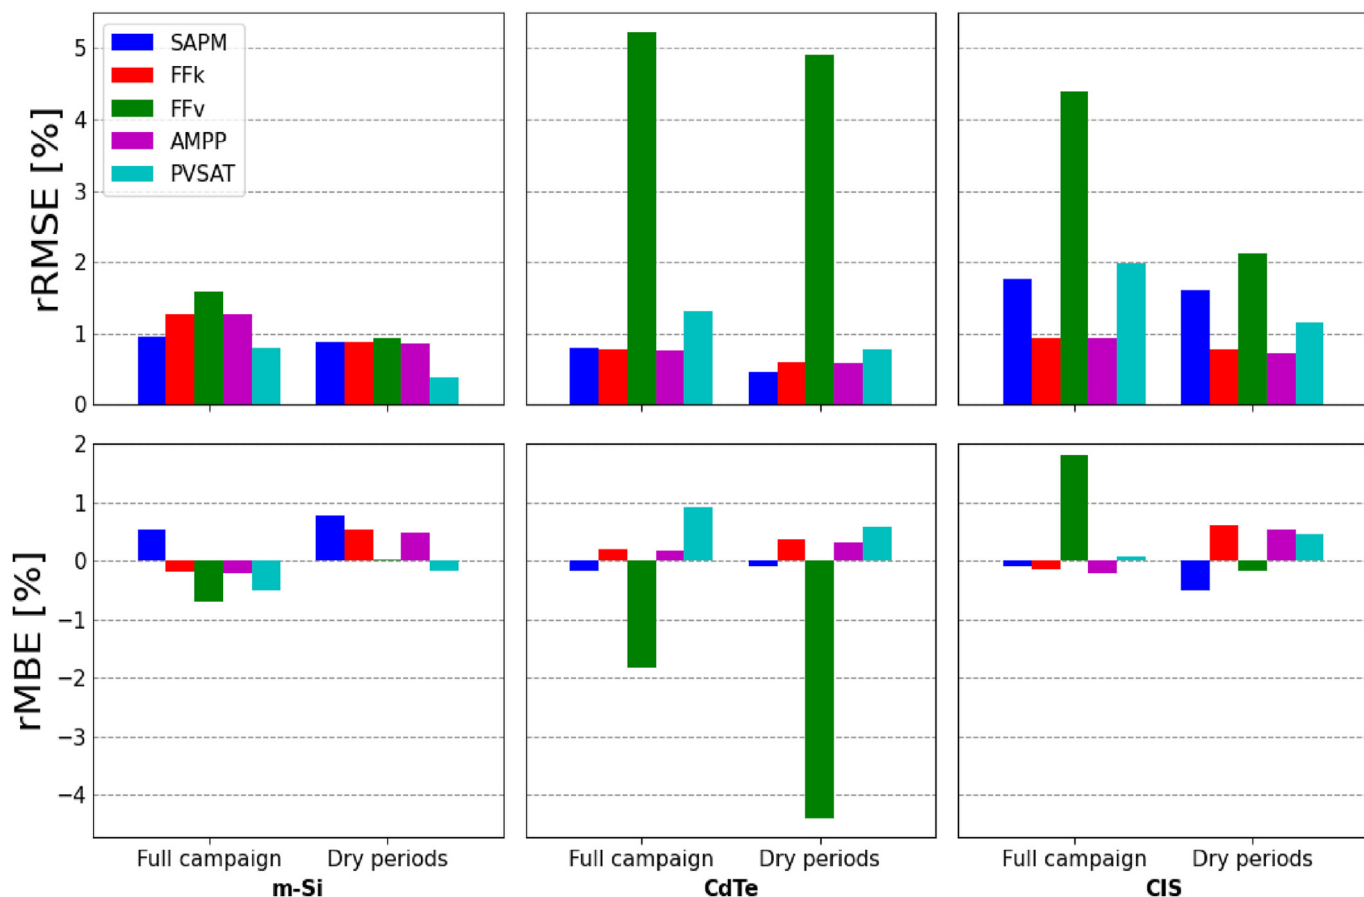 rRMSE [%]
5
4
3
2
1
0
SAPM
FFk
FFv
AMPP
PVSAT
rMBE [%]
2
1
0
−1
−2
−3
−4
Full campaign Dry periods
m-Si
Full campaign Dry periods
CdTe
Full campaign Dry periods
CIS